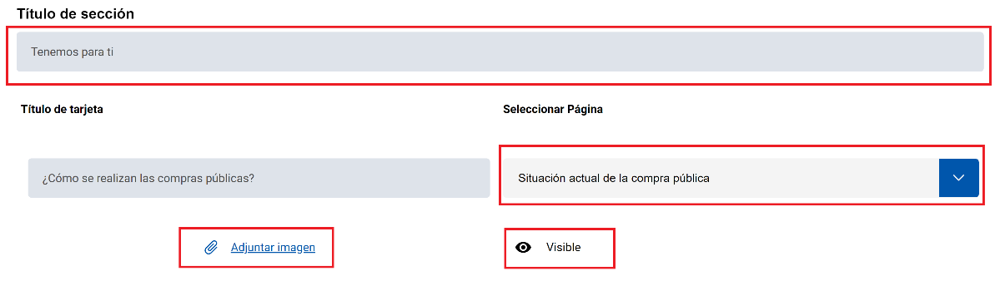 Título de sección
Tenemos para ti
Título de tarjeta
Seleccionar Página
¿Cómo se realizan las compras públicas?
Situación actual de la compra pública
Adjuntar imagen
Visible